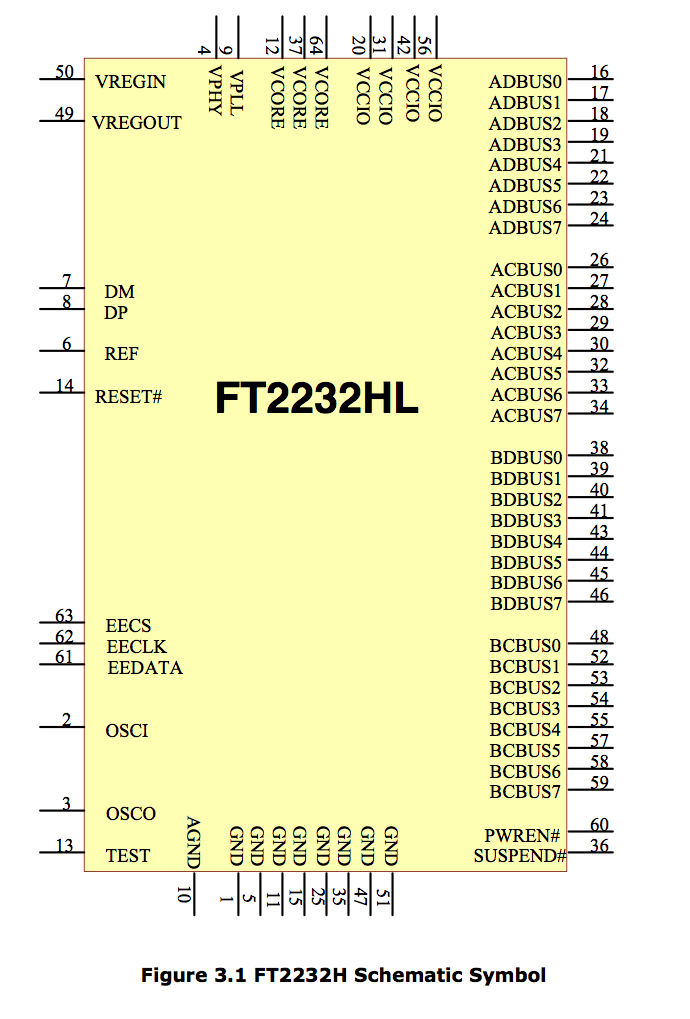 4 9 12 37 64 20 31 42 56
VPHY VPLL VCORE VCORE VCORE VCCIO VCCIO VCCIO VCCIO
50 VREGIN
49 VREGOUT
7 DM
8 DP
6 REF
14 RESET#
FT2232HL
63 EECS
62 EECLK
61 EEDATA
2 OSCI
3 OSCO
13 TEST
ADBUS0 16
ADBUS1 17
ADBUS2 18
ADBUS3 19
ADBUS4 21
ADBUS5 22
ADBUS6 23
ADBUS7 24
ACBUS0 26
ACBUS1 27
ACBUS2 28
ACBUS3 29
ACBUS4 30
ACBUS5 32
ACBUS6 33
ACBUS7 34
BDBUS0 38
BDBUS1 39
BDBUS2 40
BDBUS3 41
BDBUS4 43
BDBUS5 44
BDBUS6 45
BDBUS7 46
BCBUS0 48
BCBUS1 52
BCBUS2 53
BCBUS3 54
BCBUS4 55
BCBUS5 57
BCBUS6 58
BCBUS7 59
PWREN# 60
SUSPEND# 36
AGND GND GND GND GND GND GND GND GND
10 1 5 11 15 25 35 47 51
Figure 3.1 FT2232H Schematic Symbol